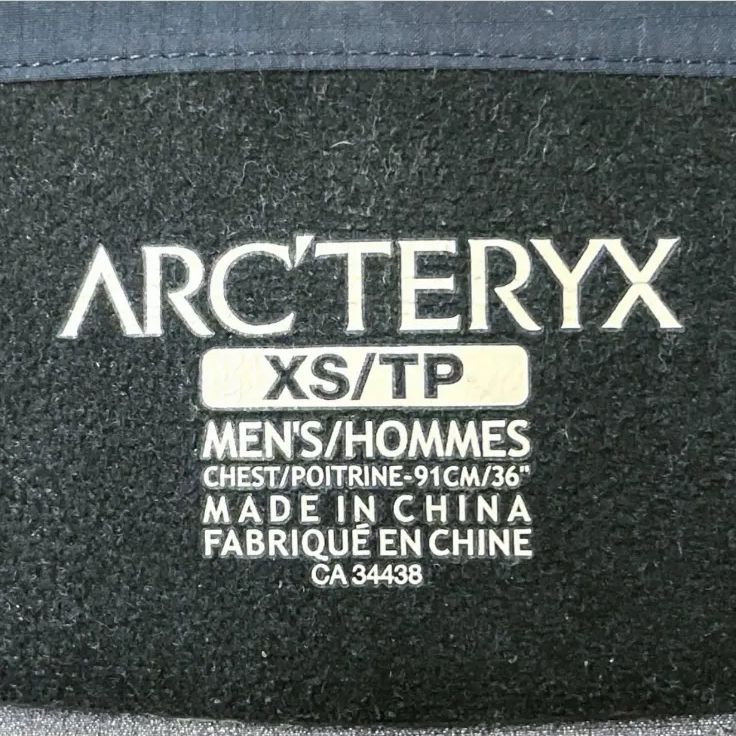 ARC'TERYX
XS/TP
MEN'S/HOMMES
CHEST/POITRINE-91CM/36"
MADE IN CHINA
FABRIQUÉ EN CHINE
CA 34438